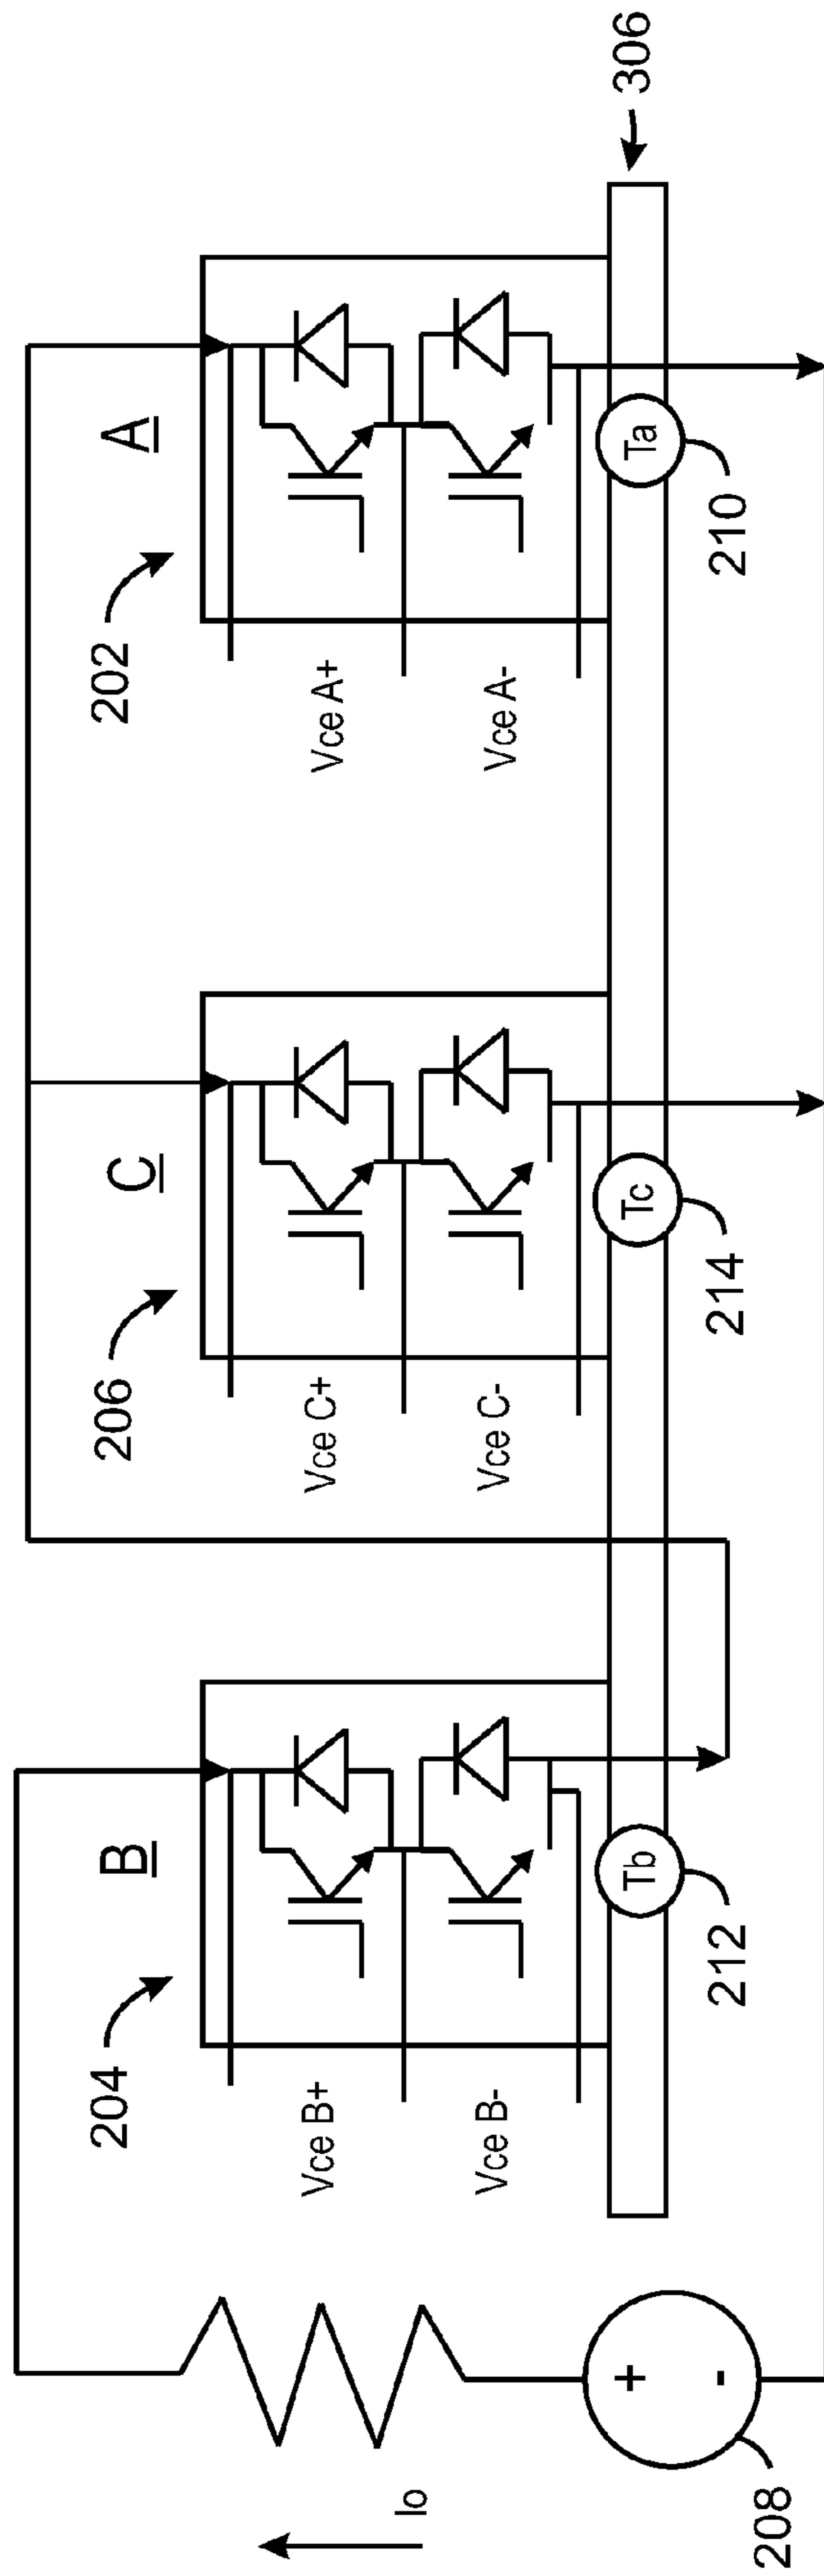 306
A
202
Vce A+
Vce A-
Ta
210
C
206
Vce C+
Vce C-
Tc
214
B
204
Vce B+
Vce B-
Tb
212
Io
+
-
208